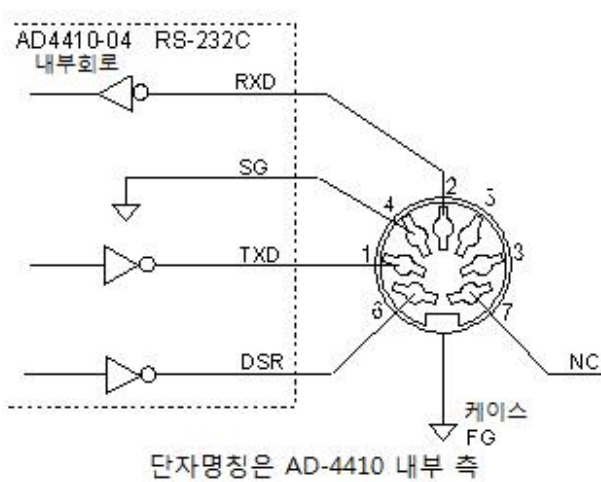 AD4410-04 RS-232C
내부회로
RXD
SG
TXD
DSR
4
2
5
1
3
6
7
NC
케이스
FG
단자명칭은 AD-4410 내부 측